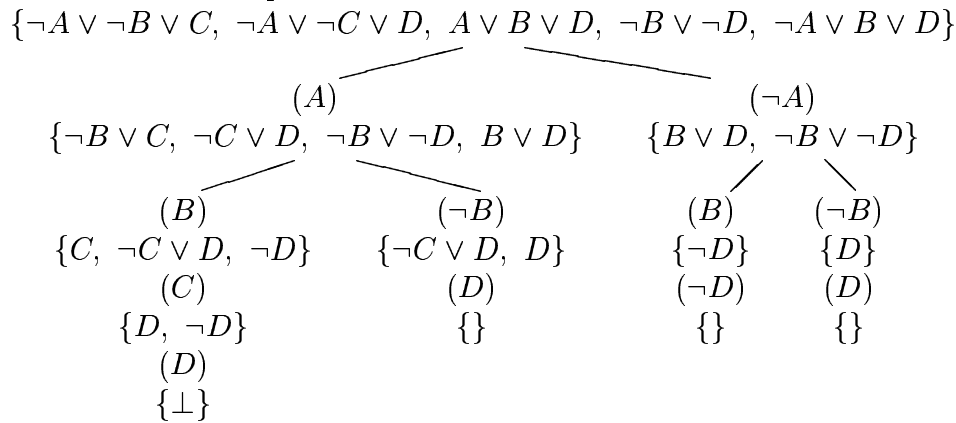 {¬A ∨ ¬B ∨ C, ¬A ∨ ¬C ∨ D, A ∨ B ∨ D, ¬B ∨ ¬D, ¬A ∨ B ∨ D}
(A) (¬A)
{¬B ∨ C, ¬C ∨ D, ¬B ∨ ¬D, B ∨ D} {B ∨ D, ¬B ∨ ¬D}
(B) (¬B) (B) (¬B)
{C, ¬C ∨ D, ¬D} {¬C ∨ D, D} {¬D} {D}
(C) (D) (¬D) (D)
{D, ¬D} {} {} {}
(D)
{⊥}